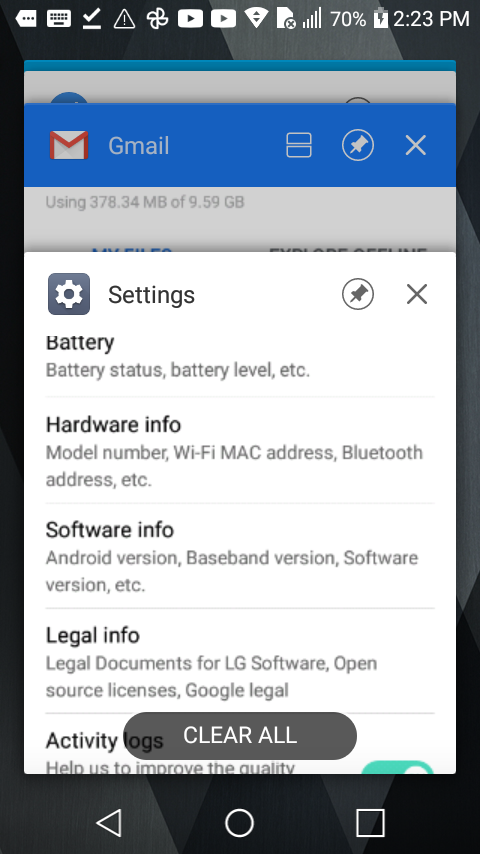 70% 2:23 PM
Gmail
Using 378.34 MB of 9.59 GB
MY FILES EXPLORE OFFLINE
Settings
Battery
Battery status, battery level, etc.
Hardware info
Model number, Wi-Fi MAC address, Bluetooth
address, etc.
Software info
Android version, Baseband version, Software
version, etc.
Legal info
Legal Documents for LG Software, Open
source licenses, Google legal
Activity logs
CLEAR ALL
Help us to improve the quality